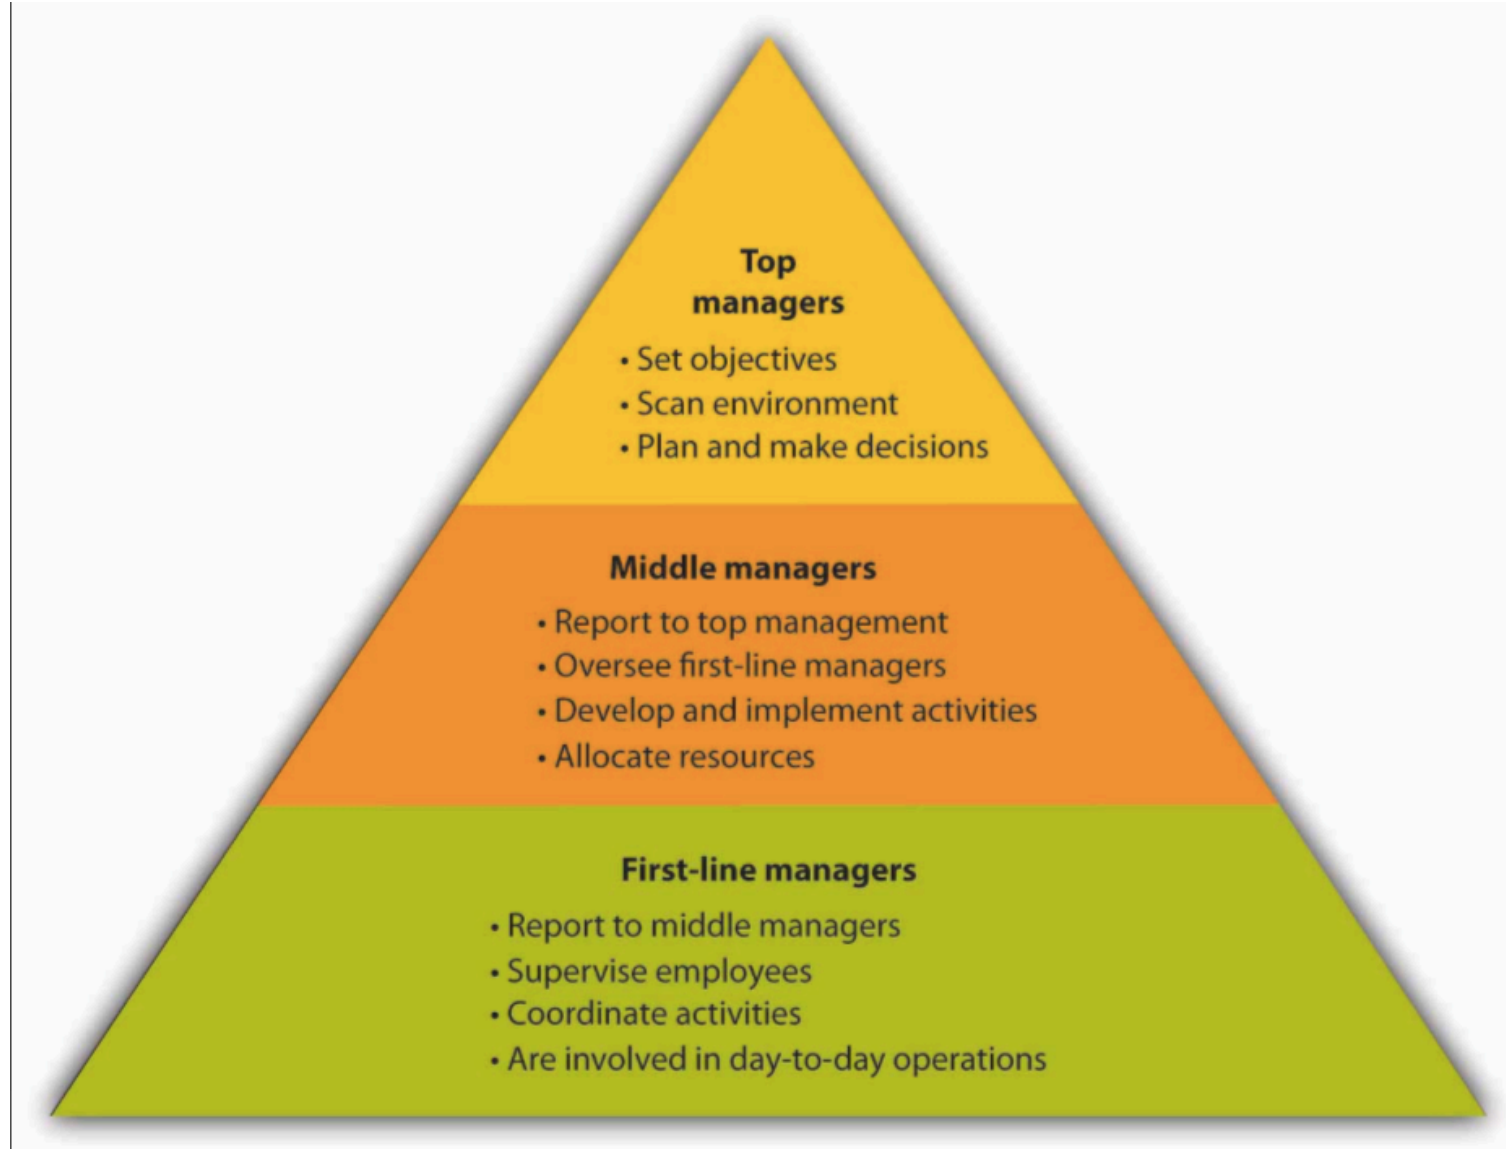 Top
managers
• Set objectives
• Scan environment
• Plan and make decisions
Middle managers
• Report to top management
• Oversee first-line managers
• Develop and implement activities
• Allocate resources
First-line managers
• Report to middle managers
• Supervise employees
• Coordinate activities
• Are involved in day-to-day operations